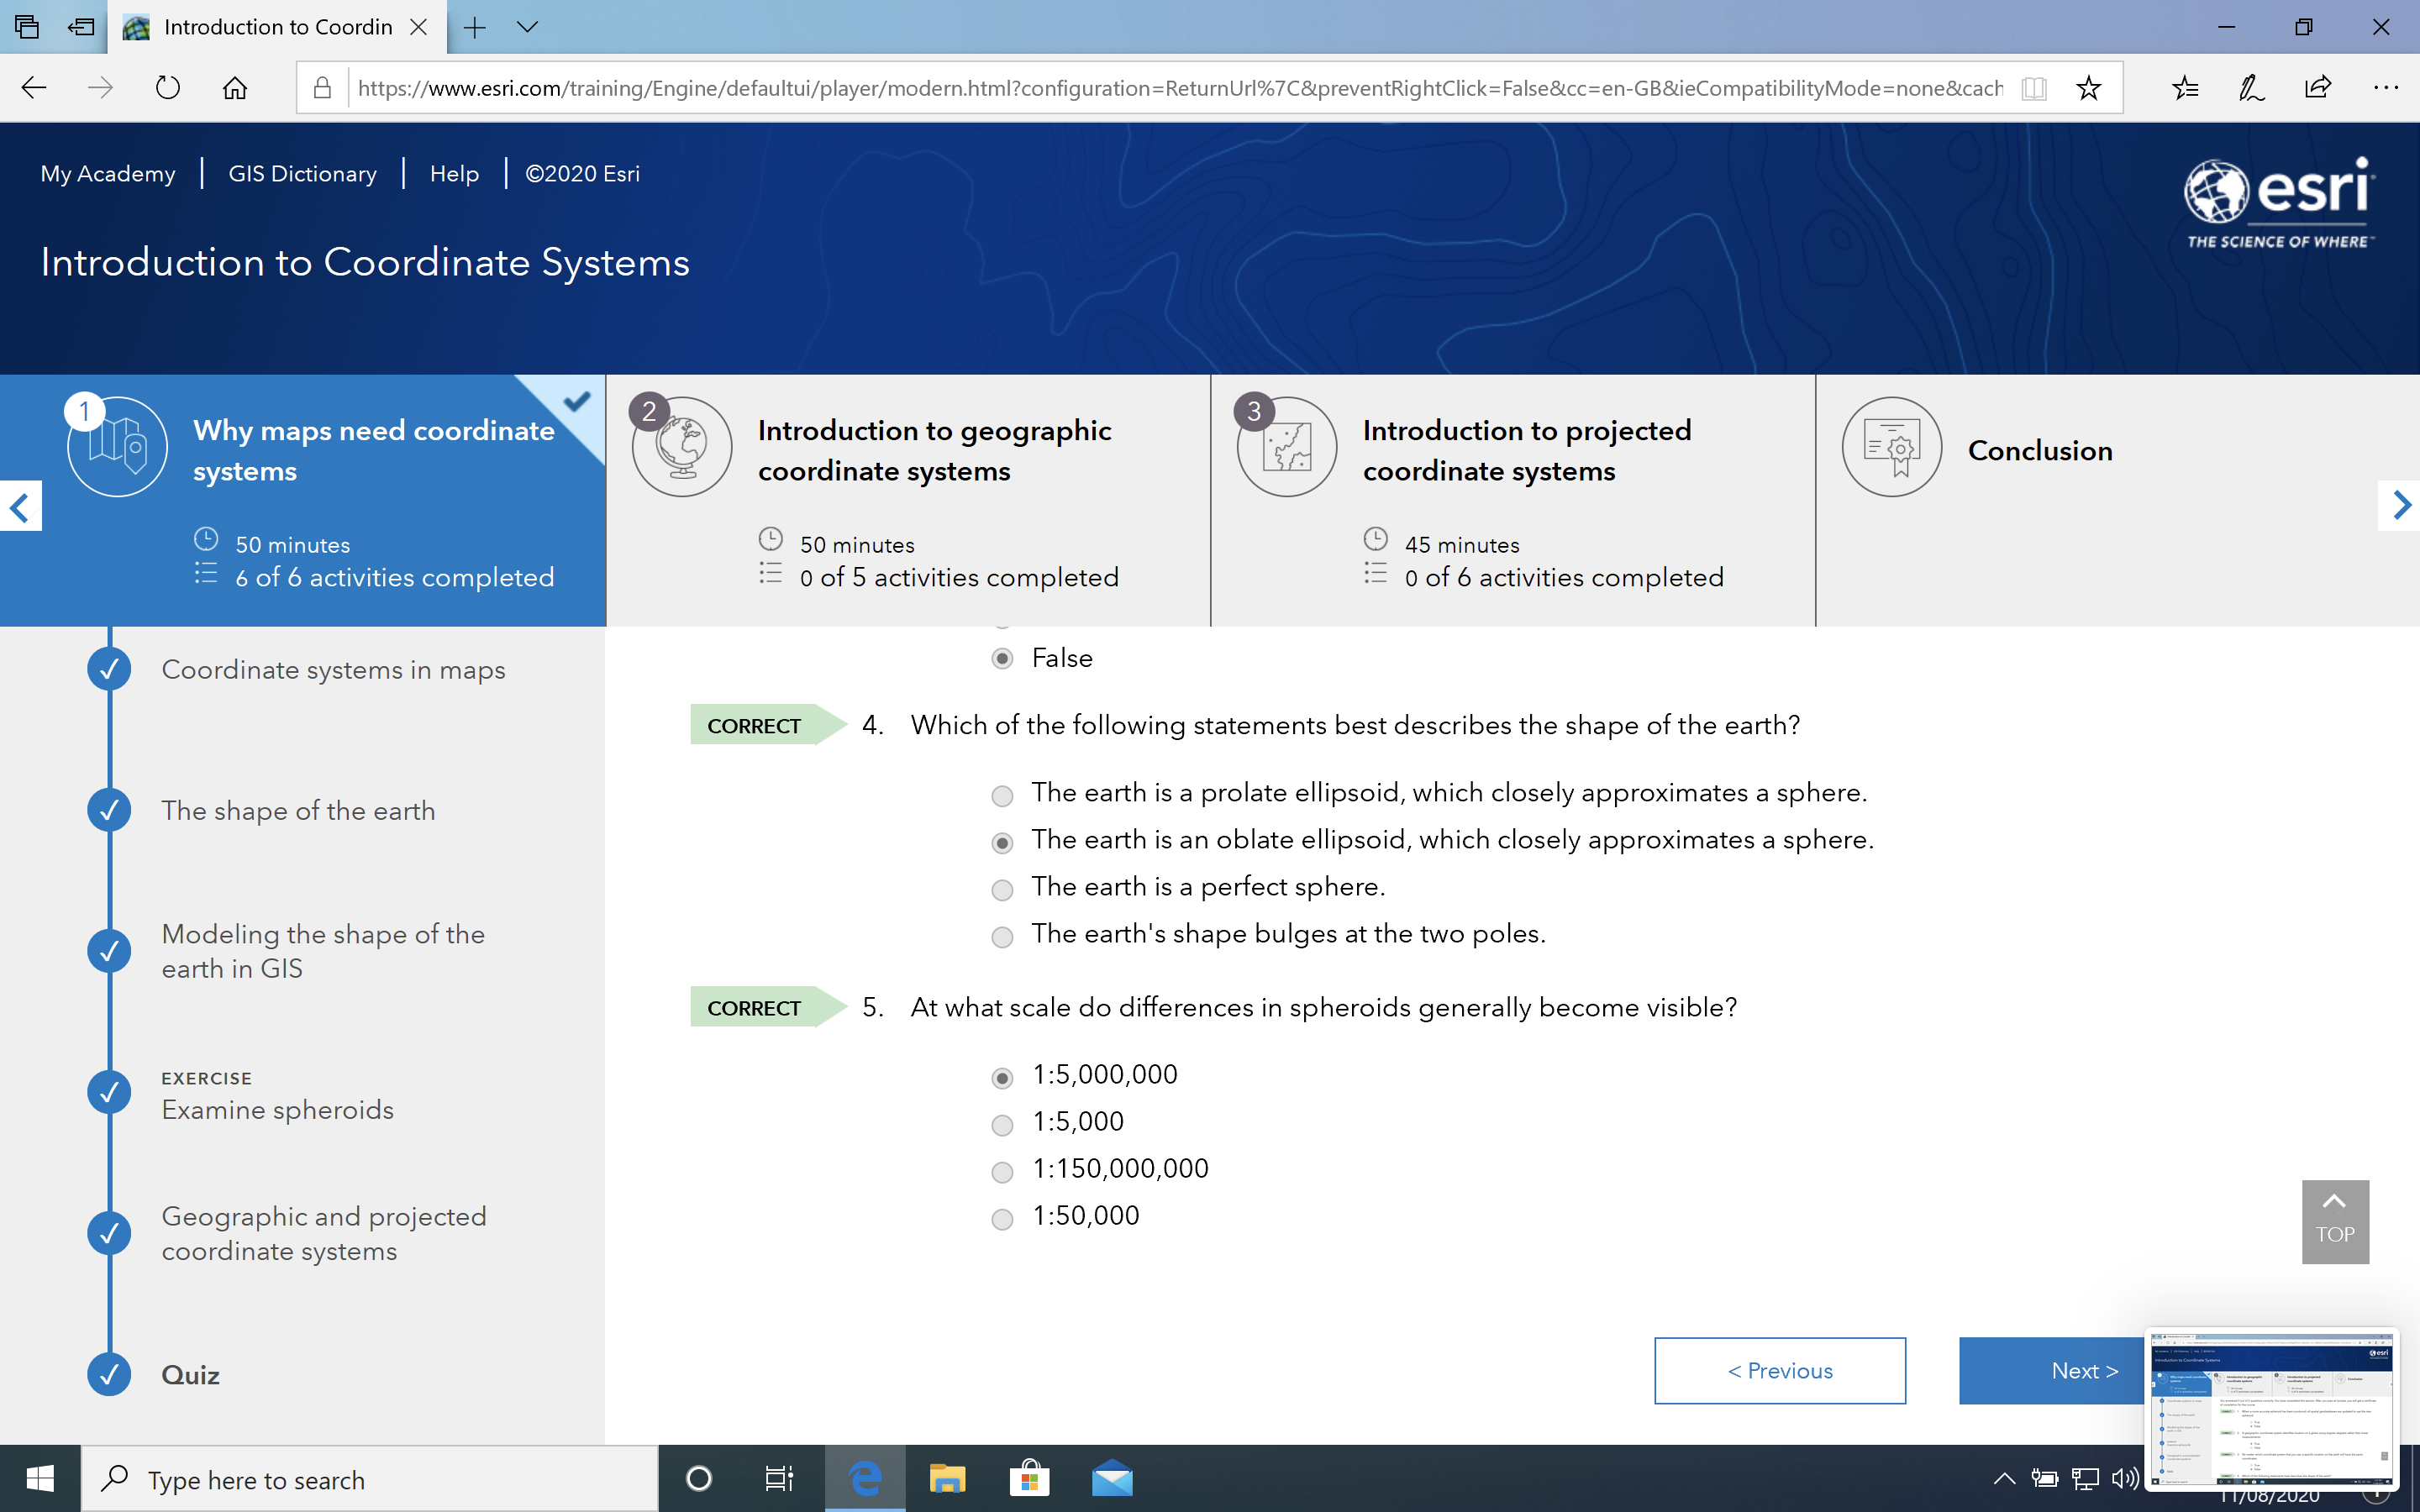 Introduction to Coordin
https://www.esri.com/training/Engine/defaultui/player/modern.html?configuration=ReturnUrl%7C&preventRightClick=False&cc=en-GB&ieCompatibilityMode=none&cach
My Academy | GIS Dictionary | Help | ©2020 Esri
esri
THE SCIENCE OF WHERE™
Introduction to Coordinate Systems
1
Why maps need coordinate
systems
50 minutes
6 of 6 activities completed
2
Introduction to geographic
coordinate systems
50 minutes
0 of 5 activities completed
3
Introduction to projected
coordinate systems
45 minutes
0 of 6 activities completed
Conclusion
Coordinate systems in maps
The shape of the earth
Modeling the shape of the
earth in GIS
EXERCISE
Examine spheroids
Geographic and projected
coordinate systems
Quiz
False
CORRECT 4. Which of the following statements best describes the shape of the earth?
The earth is a prolate ellipsoid, which closely approximates a sphere.
The earth is an oblate ellipsoid, which closely approximates a sphere.
The earth is a perfect sphere.
The earth's shape bulges at the two poles.
CORRECT 5. At what scale do differences in spheroids generally become visible?
1:5,000,000
1:5,000
1:150,000,000
1:50,000
TOP
< Previous
Next >
Type here to search
11/08/2020